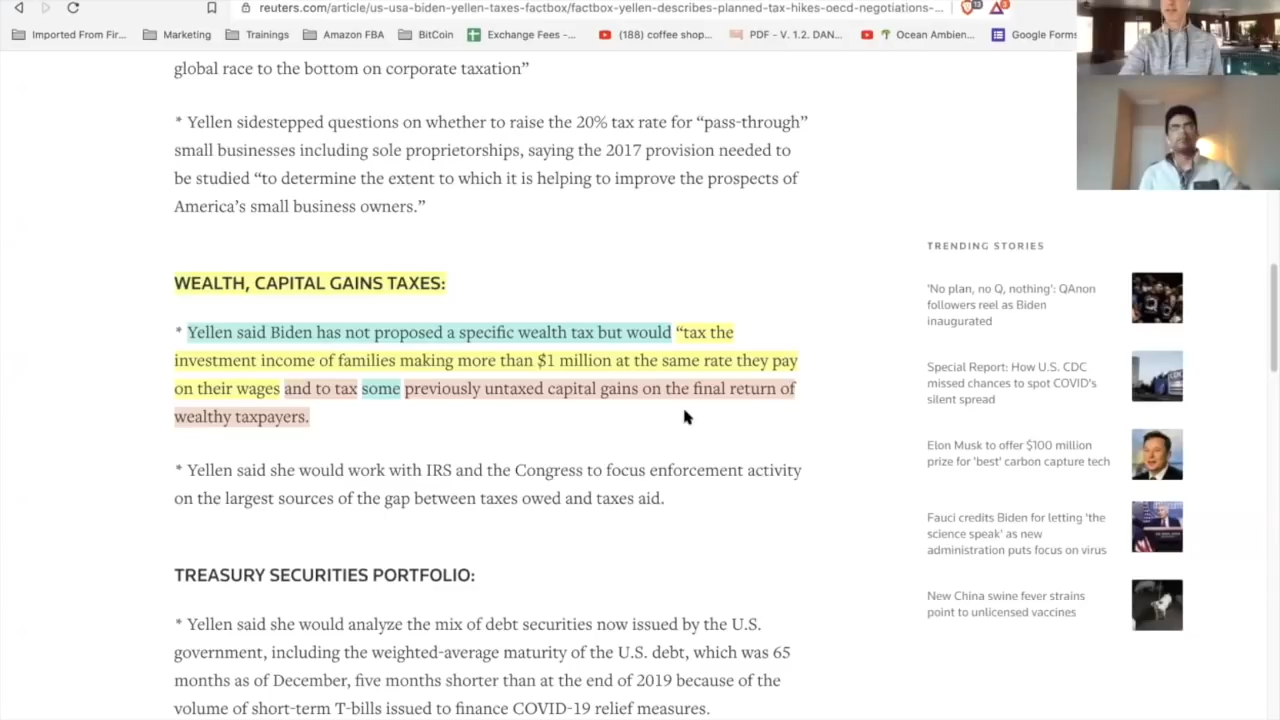 reuters.com/article/us-usa-biden-yellen-taxes-factbox/factbox-yellen-describes-planned-tax-hikes-oecd-negotiations-...
13
3
Imported From Fir...
Marketing
Trainings
Amazon FBA
BitCoin
Exchange Fees -...
(188) coffee shop...
PDF - V. 1.2. DAN...
Ocean Ambien...
Google Forms
global race to the bottom on corporate taxation”
* Yellen sidestepped questions on whether to raise the 20% tax rate for “pass-through”
small businesses including sole proprietorships, saying the 2017 provision needed to
be studied “to determine the extent to which it is helping to improve the prospects of
America’s small business owners.”
WEALTH, CAPITAL GAINS TAXES:
* Yellen said Biden has not proposed a specific wealth tax but would “tax the
investment income of families making more than $1 million at the same rate they pay
on their wages and to tax some previously untaxed capital gains on the final return of
wealthy taxpayers.
* Yellen said she would work with IRS and the Congress to focus enforcement activity
on the largest sources of the gap between taxes owed and taxes aid.
TREASURY SECURITIES PORTFOLIO:
* Yellen said she would analyze the mix of debt securities now issued by the U.S.
government, including the weighted-average maturity of the U.S. debt, which was 65
months as of December, five months shorter than at the end of 2019 because of the
volume of short-term T-bills issued to finance COVID-19 relief measures.
TRENDING STORIES
'No plan, no Q, nothing': QAnon
followers reel as Biden
inaugurated
Special Report: How U.S. CDC
missed chances to spot COVID's
silent spread
Elon Musk to offer $100 million
prize for 'best' carbon capture tech
Fauci credits Biden for letting 'the
science speak' as new
administration puts focus on virus
New China swine fever strains
point to unlicensed vaccines